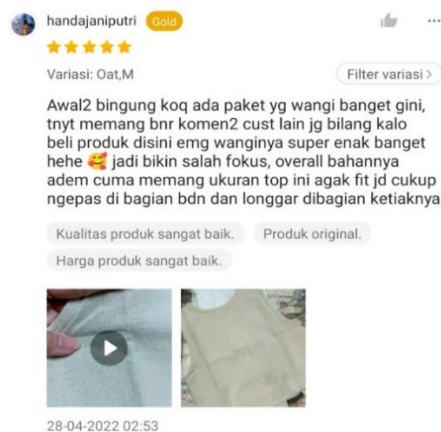 handajaniputri Gold
Variasi: Oat,M
Filter variasi >
Awal2 bingung koq ada paket yg wangi banget gini,
tnyt memang bnr komen2 cust lain jg bilang kalo
beli produk disini emg wanginya super enak banget
hehe 🥰 jadi bikin salah fokus, overall bahannya
adem cuma memang ukuran top ini agak fit jd cukup
ngepas di bagian bdn dan longgar dibagian ketiaknya
Kualitas produk sangat baik. Produk original.
Harga produk sangat baik.
28-04-2022 02:53